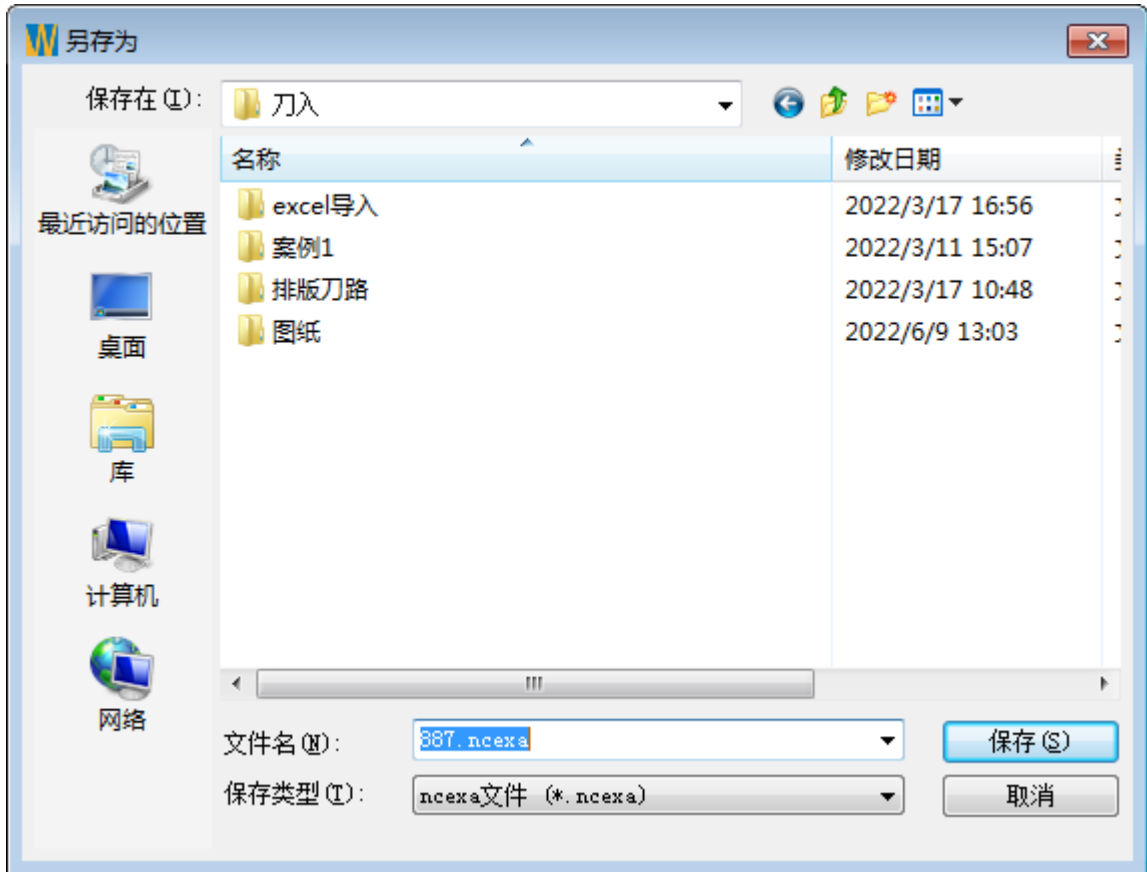 另存为
保存在(I):
刀入
名称
修改日期
excel导入
2022/3/17 16:56
案例1
2022/3/11 15:07
排版刀路
2022/3/17 10:48
图纸
2022/6/9 13:03
最近访问的位置
桌面
库
计算机
网络
文件名(N):
887.ncexa
保存(S)
保存类型(T):
ncexa文件 (*.ncexa)
取消